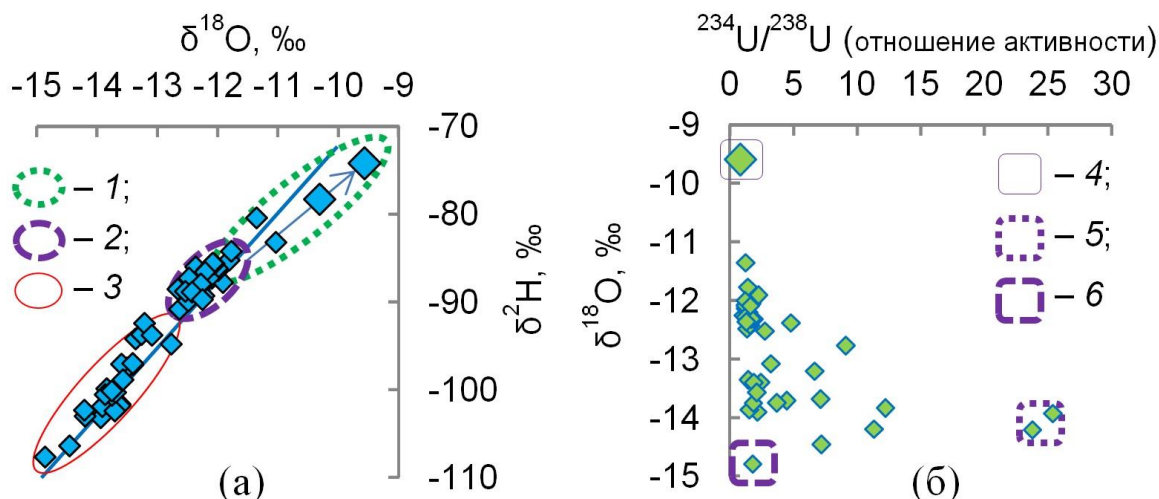 δ¹⁸O, ‰
-15 -14 -13 -12 -11 -10 -9
-70
-80
-90
-100
-110
δ²H, ‰
– 1;
– 2;
– 3
(а)
²³⁴U/²³⁸U (отношение активности)
0 5 10 15 20 25 30
-9
-10
-11
-12
-13
-14
-15
δ¹⁸O, ‰
– 4;
– 5;
– 6
(б)